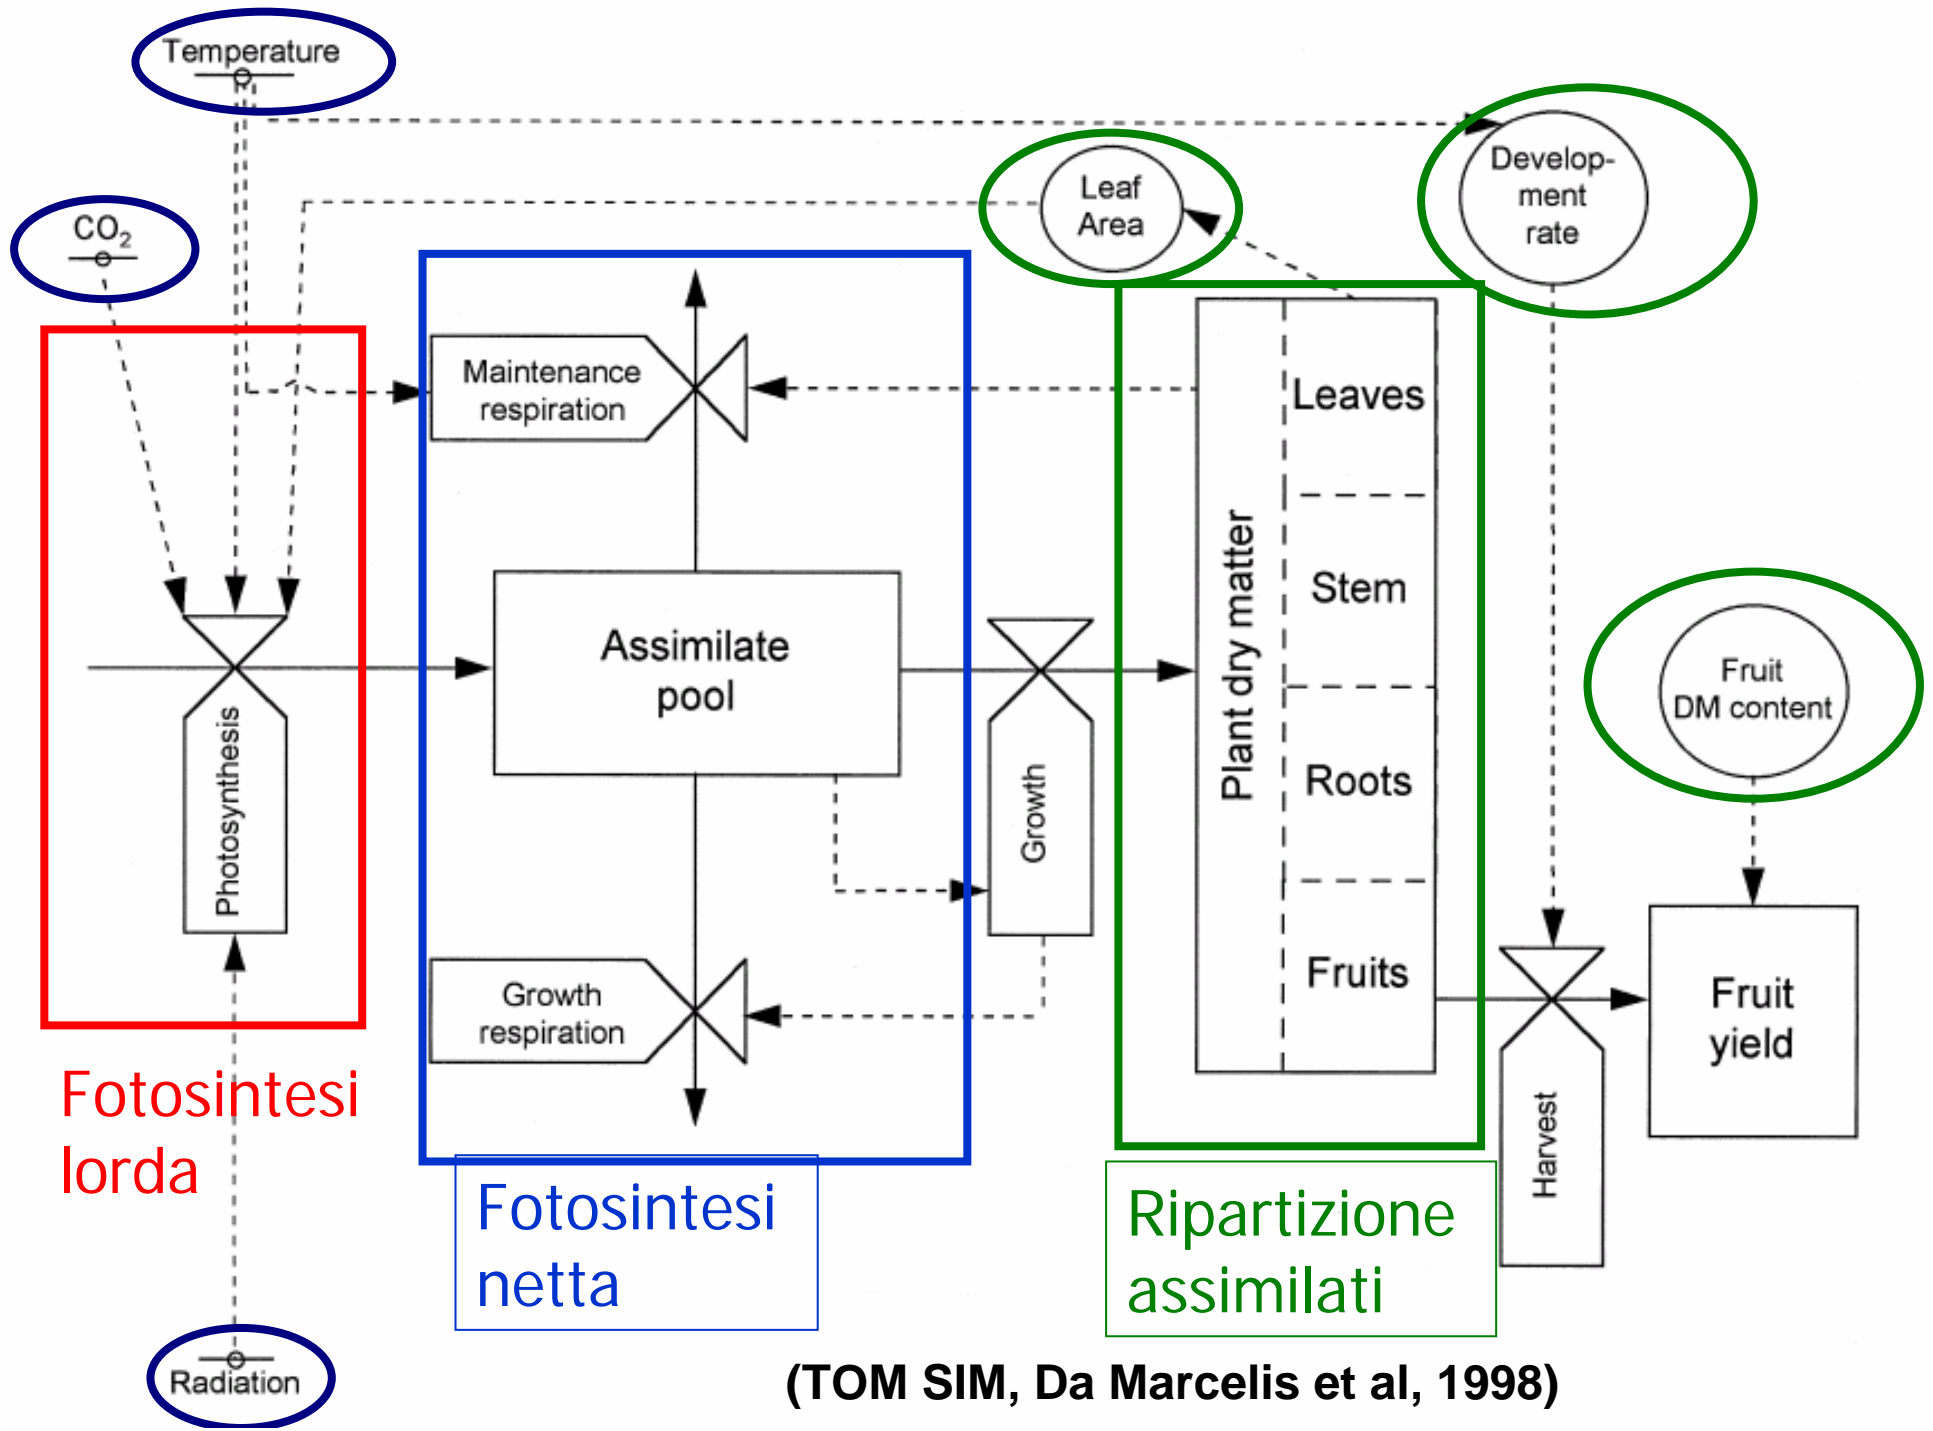 Temperature
CO₂
Leaf
Area
Develop-
ment
rate
Maintenance
respiration
Leaves
Stem
Roots
Fruits
Plant dry matter
Assimilate
pool
Photosynthesis
Growth
Growth
respiration
Fruit
DM content
Fruit
yield
Harvest
Fotosintesi
lorda
Fotosintesi
netta
Ripartizione
assimilati
Radiation
(TOM SIM, Da Marcelis et al, 1998)